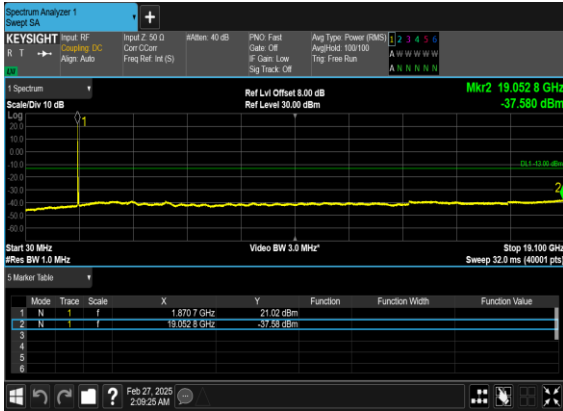 Spectrum Analyzer 1
Swept SA
KEYSIGHT
R T
Input: RF
Coupling: DC
Align: Auto
Input Z: 50 Ω
Corr CCorr
Freq Ref: Int (S)
#Atten: 40 dB
PNO: Fast
Gate: Off
IF Gain: Low
Sig Track: Off
Avg Type: Power (RMS)
Avg|Hold: 100/100
Trig: Free Run
1 2 3 4 5 6
A W W W W W
A N N N N N
1 Spectrum
Scale/Div 10 dB
Ref Lvl Offset 8.00 dB
Ref Level 30.00 dBm
Mkr2 19.052 8 GHz
-37.580 dBm
Log
20.0
10.0
0.00
-10.0
-20.0
-30.0
-40.0
-50.0
-60.0
1
DL1 -13.00 dBm
2
Start 30 MHz
#Res BW 1.0 MHz
Video BW 3.0 MHz*
Stop 19.100 GHz
Sweep 32.0 ms (40001 pts)
5 Marker Table
Mode Trace Scale X Y Function Function Width Function Value
1 N 1 f 1.870 7 GHz 21.02 dBm
2 N 1 f 19.052 8 GHz -37.58 dBm
3
4
5
6
Feb 27, 2025
2:09:25 AM